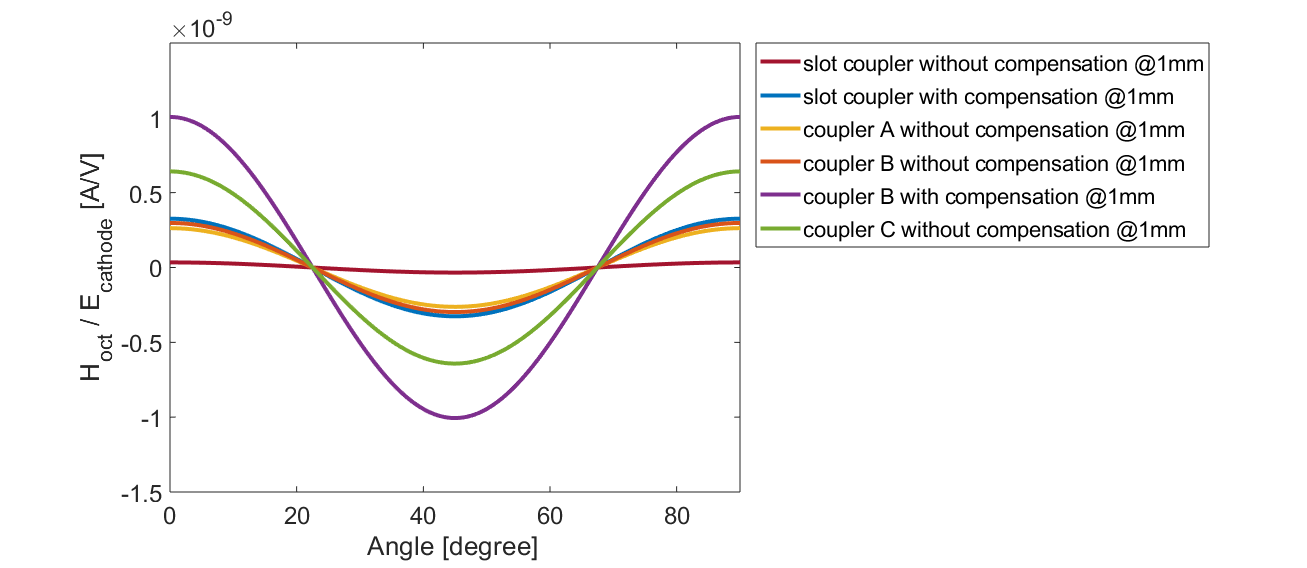 ×10-9
1
0.5
0
-0.5
-1
-1.5
0 20 40 60 80
Angle [degree]
Hoct / Ecathode [A/V]
slot coupler without compensation @1mm
slot coupler with compensation @1mm
coupler A without compensation @1mm
coupler B without compensation @1mm
coupler B with compensation @1mm
coupler C without compensation @1mm